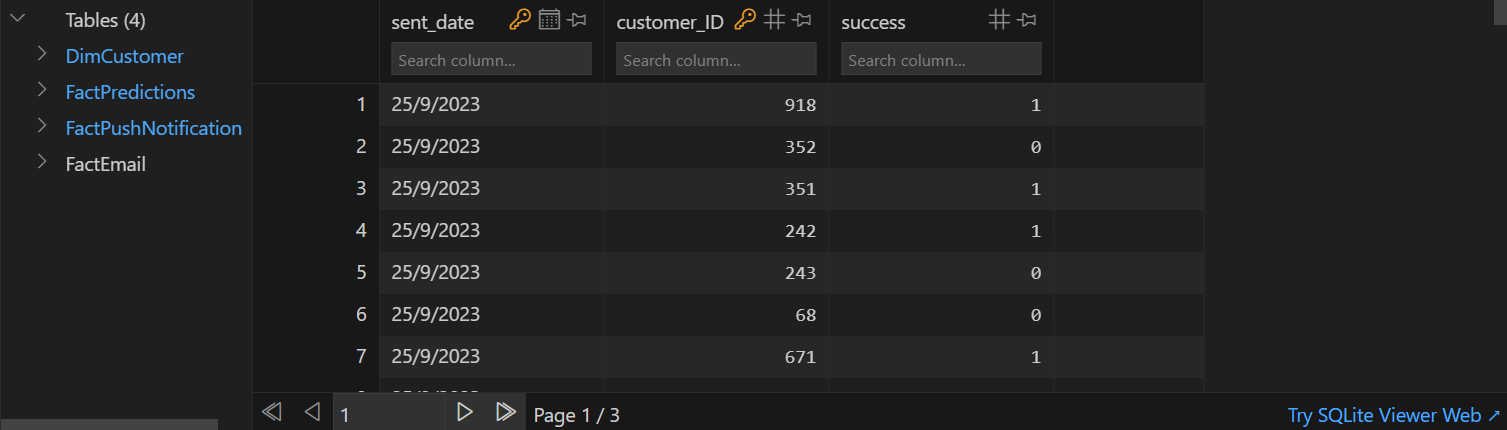 Tables (4)
DimCustomer
FactPredictions
FactPushNotification
FactEmail
sent_date customer_ID success
Search column... Search column... Search column...
1 25/9/2023 918 1
2 25/9/2023 352 0
3 25/9/2023 351 1
4 25/9/2023 242 1
5 25/9/2023 243 0
6 25/9/2023 68 0
7 25/9/2023 671 1
1 Page 1 / 3 Try SQLite Viewer Web ↗